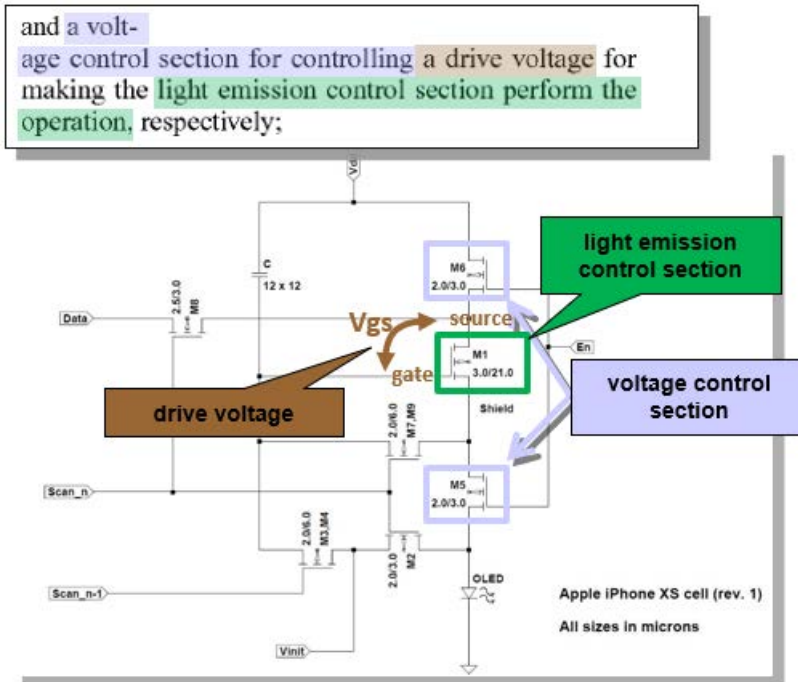 and a volt-
age control section for controlling a drive voltage for
making the light emission control section perform the
operation, respectively;
light emission
control section
C
12 x 12
M6
2.0/3.0
2.5/3.0
M8
Data
Vgs
source
En
M1
3.0/21.0
gate
voltage control
section
drive voltage
Shield
2.0/6.0
M7,M9
M5
2.0/3.0
Scan_n
2.0/6.0
M3,M4
2.0/3.0
M2
OLED
Scan_n-1
Apple iPhone XS cell (rev. 1)
All sizes in microns
Vinit